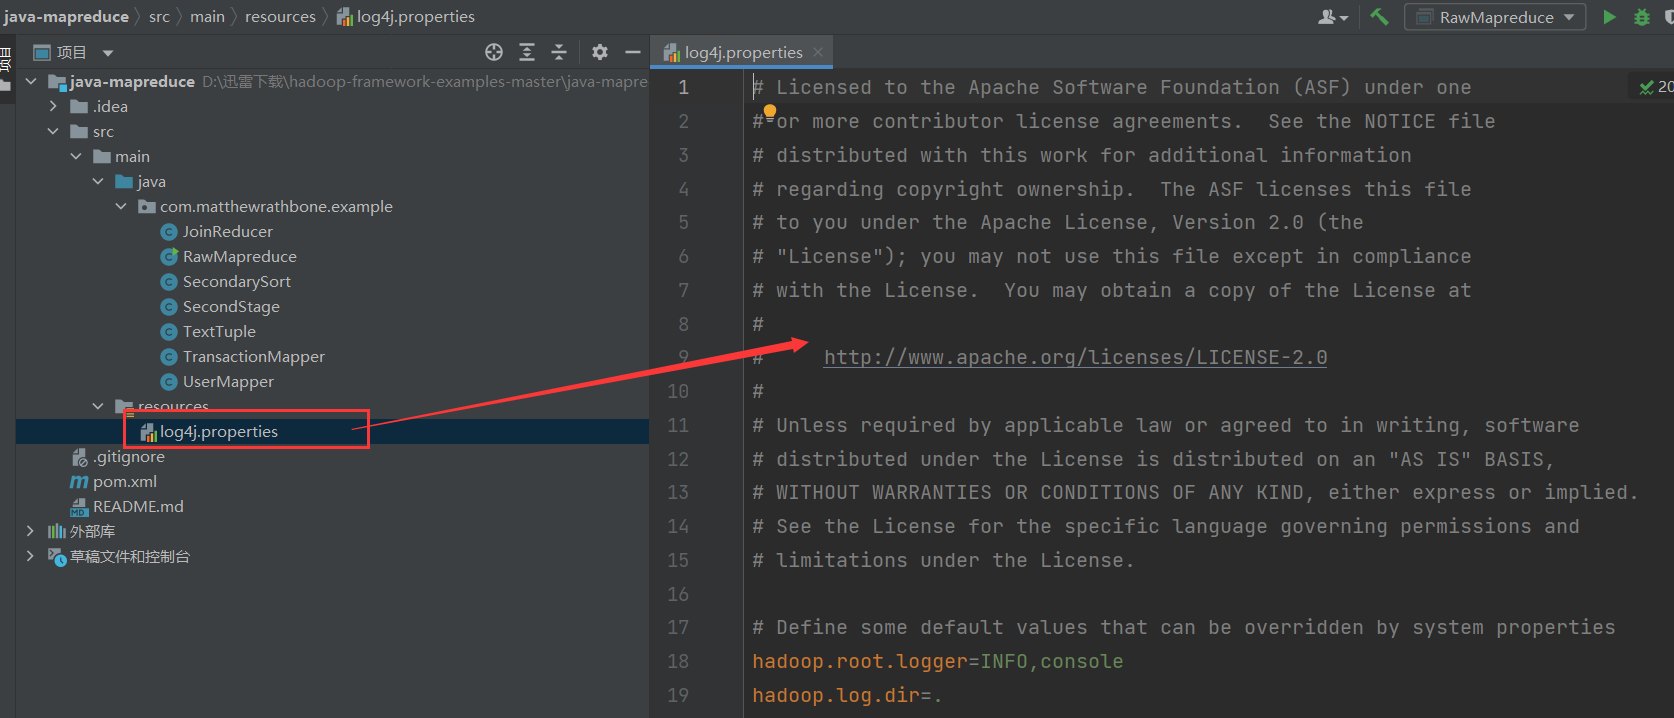 java-mapreduce src main resources log4j.properties RawMapreduce
项目
项目 log4j.properties
java-mapreduce D:\迅雷下载\hadoop-framework-examples-master\java-mapre
.idea
src
main
java
com.matthewrathbone.example
JoinReducer
RawMapreduce
SecondarySort
SecondStage
TextTuple
TransactionMapper
UserMapper
resources
log4j.properties
.gitignore
pom.xml
README.md
外部库
草稿文件和控制台
1 # Licensed to the Apache Software Foundation (ASF) under one 20
2 # or more contributor license agreements.  See the NOTICE file
3 # distributed with this work for additional information
4 # regarding copyright ownership.  The ASF licenses this file
5 # to you under the Apache License, Version 2.0 (the
6 # "License"); you may not use this file except in compliance
7 # with the License.  You may obtain a copy of the License at
8 #
9 #     http://www.apache.org/licenses/LICENSE-2.0
10 #
11 # Unless required by applicable law or agreed to in writing, software
12 # distributed under the License is distributed on an "AS IS" BASIS,
13 # WITHOUT WARRANTIES OR CONDITIONS OF ANY KIND, either express or implied.
14 # See the License for the specific language governing permissions and
15 # limitations under the License.
16
17 # Define some default values that can be overridden by system properties
18 hadoop.root.logger=INFO,console
19 hadoop.log.dir=.